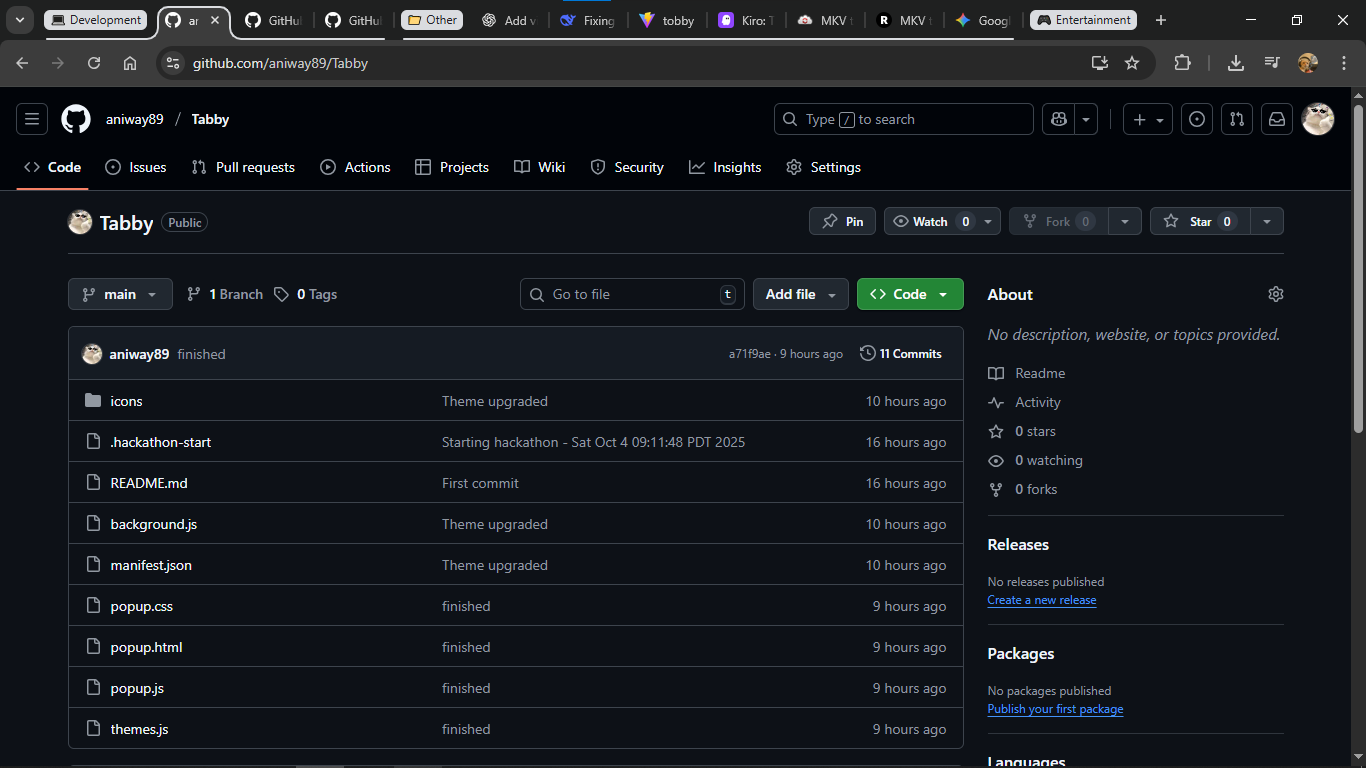 Development
ar
GitHu
GitHu
Other
Add v
Fixing
tobby
Kiro: T
MKV t
MKV t
Googl
Entertainment
github.com/aniway89/Tabby
aniway89 / Tabby
Type / to search
Code
Issues
Pull requests
Actions
Projects
Wiki
Security
Insights
Settings
Tabby Public
Pin
Watch 0
Fork 0
Star 0
main
1 Branch
0 Tags
Go to file t
Add file
Code
aniway89 finished a71f9ae · 9 hours ago 11 Commits
icons Theme upgraded 10 hours ago
.hackathon-start Starting hackathon - Sat Oct 4 09:11:48 PDT 2025 16 hours ago
README.md First commit 16 hours ago
background.js Theme upgraded 10 hours ago
manifest.json Theme upgraded 10 hours ago
popup.css finished 9 hours ago
popup.html finished 9 hours ago
popup.js finished 9 hours ago
themes.js finished 9 hours ago
About
No description, website, or topics provided.
Readme
Activity
0 stars
0 watching
0 forks
Releases
No releases published
Create a new release
Packages
No packages published
Publish your first package
Languages